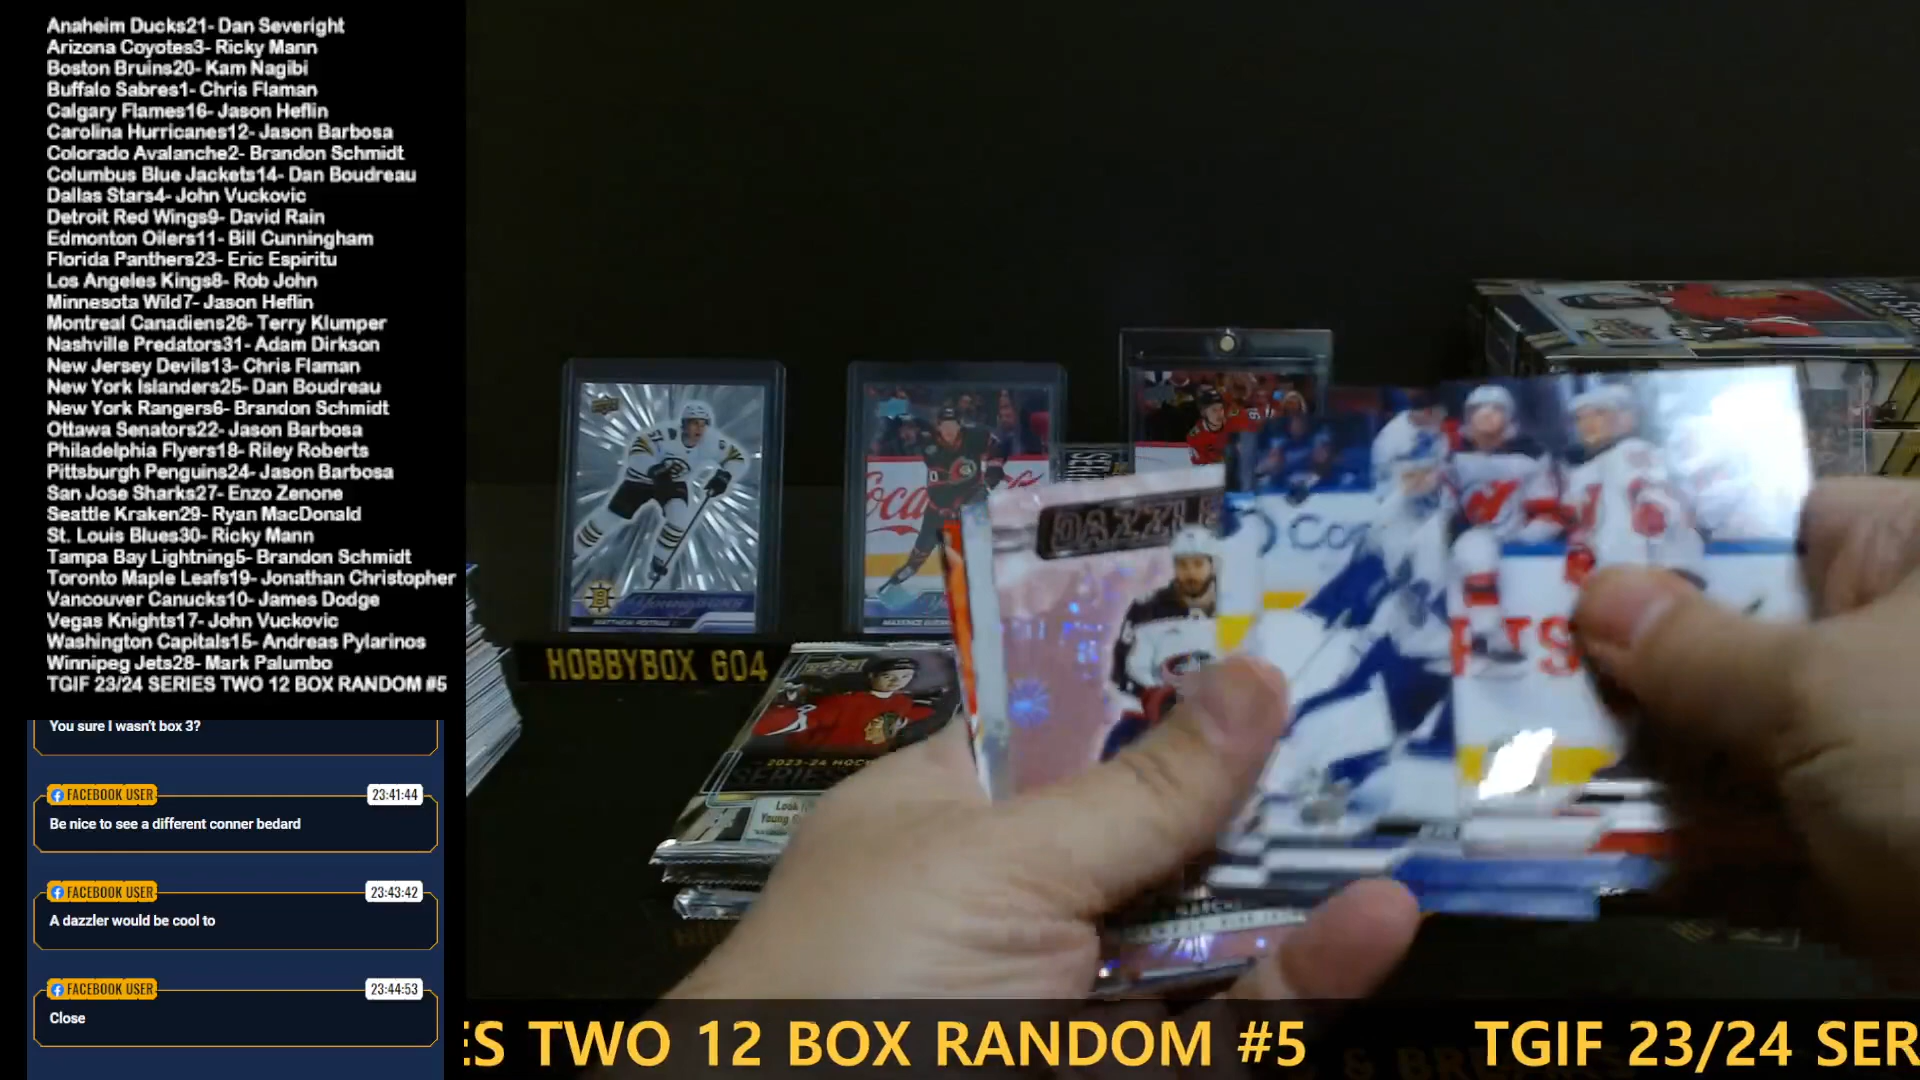 Anaheim Ducks21- Dan Severight
Arizona Coyotes3- Ricky Mann
Boston Bruins20- Kam Nagibi
Buffalo Sabres1- Chris Flaman
Calgary Flames16- Jason Heflin
Carolina Hurricanes12- Jason Barbosa
Colorado Avalanche2- Brandon Schmidt
Columbus Blue Jackets14- Dan Boudreau
Dallas Stars4- John Vuckovic
Detroit Red Wings9- David Rain
Edmonton Oilers11- Bill Cunningham
Florida Panthers23- Eric Espiritu
Los Angeles Kings8- Rob John
Minnesota Wild7- Jason Heflin
Montreal Canadiens26- Terry Klumper
Nashville Predators31- Adam Dirkson
New Jersey Devils13- Chris Flaman
New York Islanders25- Dan Boudreau
New York Rangers6- Brandon Schmidt
Ottawa Senators22- Jason Barbosa
Philadelphia Flyers18- Riley Roberts
Pittsburgh Penguins24- Jason Barbosa
San Jose Sharks27- Enzo Zenone
Seattle Kraken29- Ryan MacDonald
St. Louis Blues30- Ricky Mann
Tampa Bay Lightning5- Brandon Schmidt
Toronto Maple Leafs19- Jonathan Christopher
Vancouver Canucks10- James Dodge
Vegas Knights17- John Vuckovic
Washington Capitals15- Andreas Pylarinos
Winnipeg Jets28- Mark Palumbo
TGIF 23/24 SERIES TWO 12 BOX RANDOM #5
You sure I wasn't box 3?
FACEBOOK USER 23:41:44
Be nice to see a different conner bedard
FACEBOOK USER 23:43:42
A dazzler would be cool to
FACEBOOK USER 23:44:53
Close
HOBBYBOX 604
2023-24 HOCKEY
SERIES
Young
DAZZLE
Coca
MATTHEW POITRAS
ES TWO 12 BOX RANDOM #5
TGIF 23/24 SER